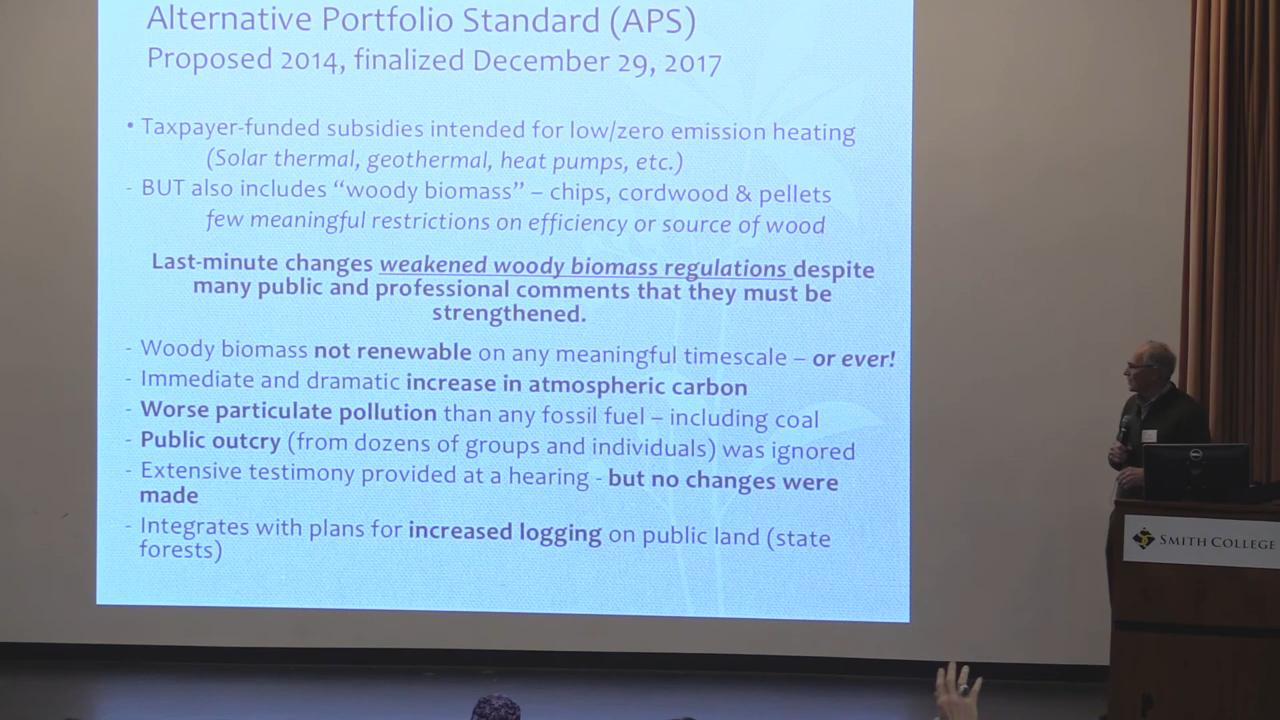 Alternative Portfolio Standard (APS)
Proposed 2014, finalized December 29, 2017
• Taxpayer-funded subsidies intended for low/zero emission heating
(Solar thermal, geothermal, heat pumps, etc.)
- BUT also includes “woody biomass” – chips, cordwood & pellets
few meaningful restrictions on efficiency or source of wood
Last-minute changes weakened woody biomass regulations despite
many public and professional comments that they must be
strengthened.
- Woody biomass not renewable on any meaningful timescale – or ever!
- Immediate and dramatic increase in atmospheric carbon
- Worse particulate pollution than any fossil fuel – including coal
- Public outcry (from dozens of groups and individuals) was ignored
- Extensive testimony provided at a hearing - but no changes were
made
- Integrates with plans for increased logging on public land (state
forests)
DELL
SMITH COLLEGE